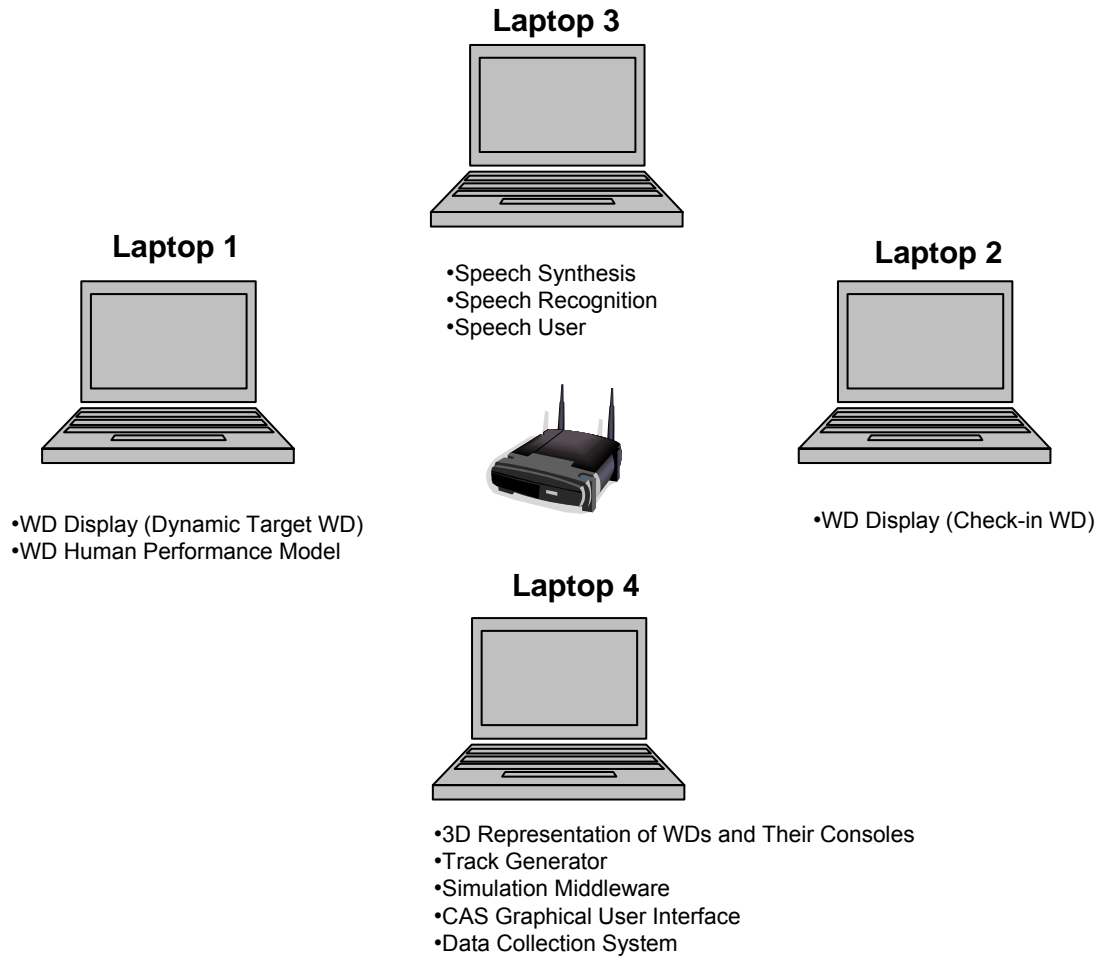 Laptop 3
•Speech Synthesis
•Speech Recognition
•Speech User
Laptop 1
•WD Display (Dynamic Target WD)
•WD Human Performance Model
Laptop 2
•WD Display (Check-in WD)
Laptop 4
•3D Representation of WDs and Their Consoles
•Track Generator
•Simulation Middleware
•CAS Graphical User Interface
•Data Collection System